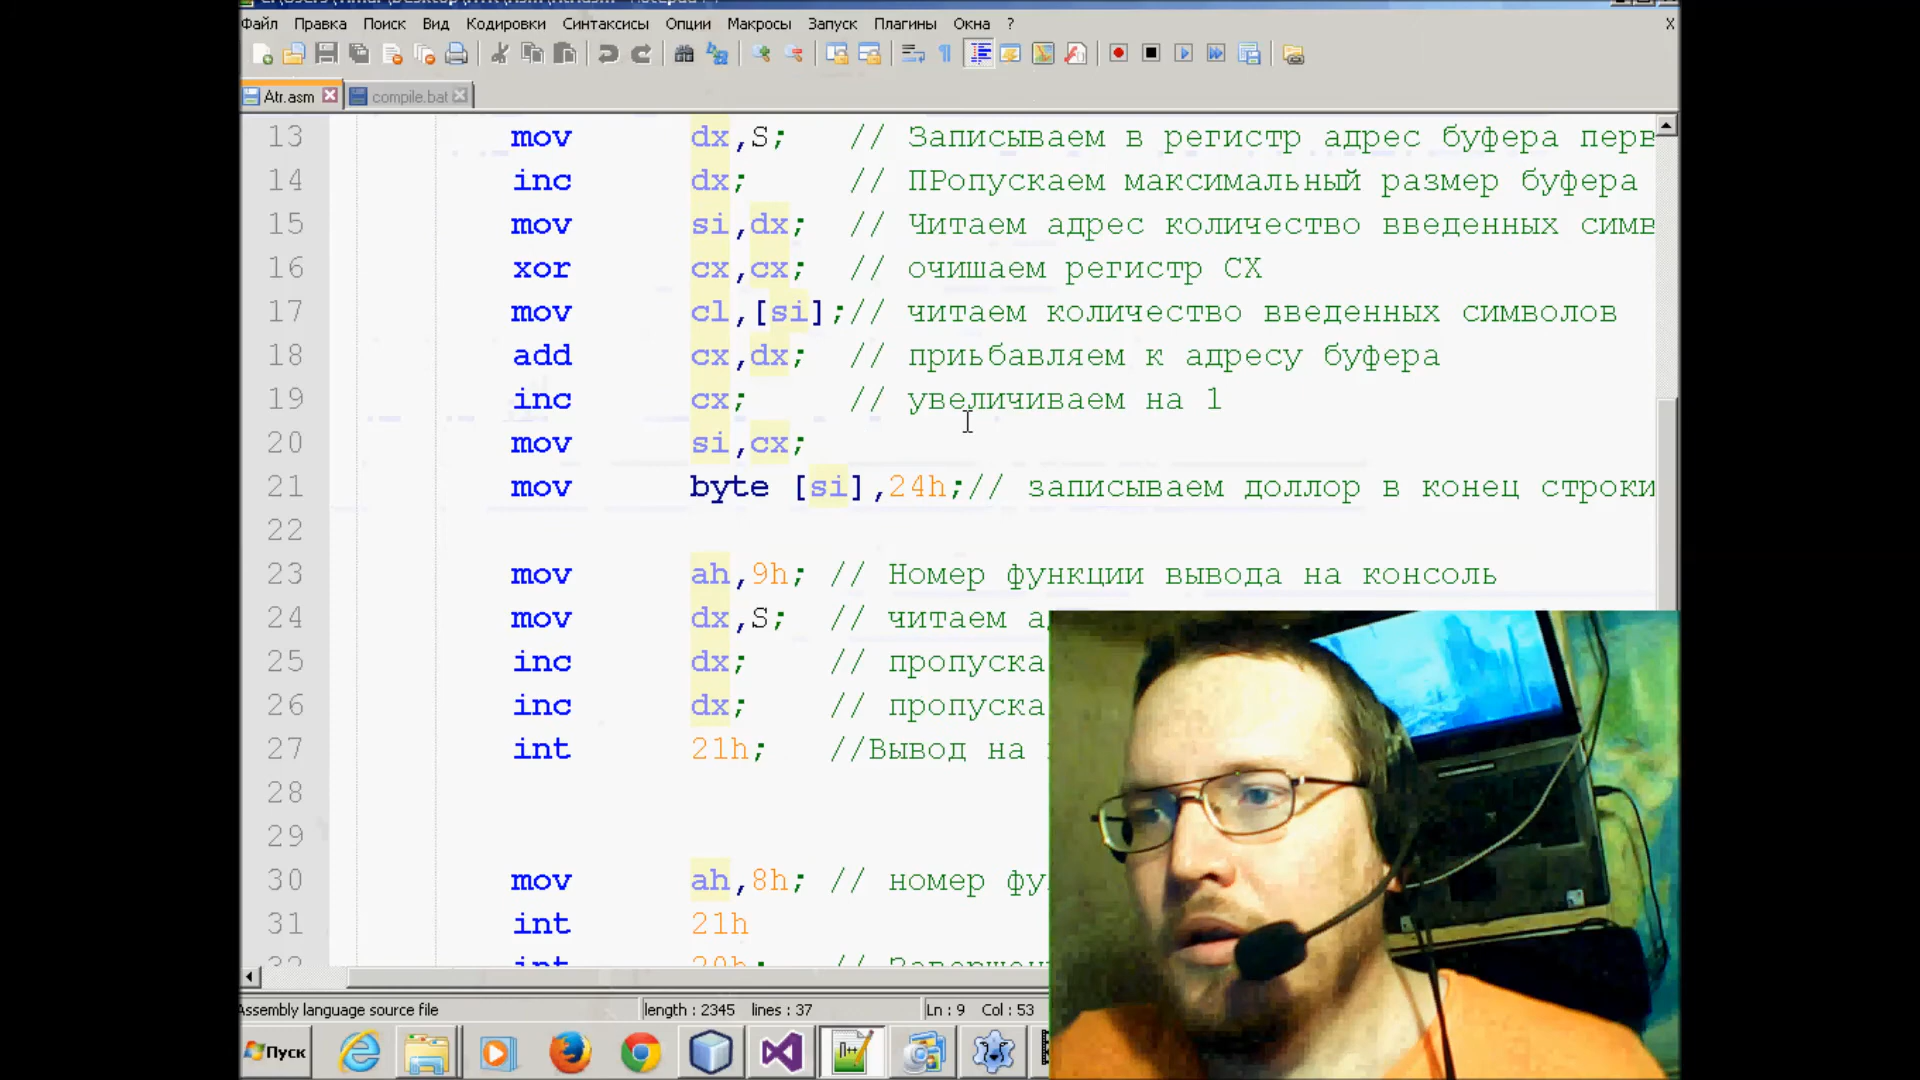 Файл Правка Поиск Вид Кодировки Синтаксисы Опции Макросы Запуск Плагины Окна ? X
Atr.asm compile.bat
13 mov dx,S; // Записываем в регистр адрес буфера перв
14 inc dx; // ПРопускаем максимальный размер буфера
15 mov si,dx; // Читаем адрес количество введенных симв
16 xor cx,cx; // очишаем регистр СХ
17 mov cl,[si];// читаем количество введенных символов
18 add cx,dx; // приьбавляем к адресу буфера
19 inc cx; // увеличиваем на 1
20 mov si,cx;
21 mov byte [si],24h;// записываем доллор в конец строки
22
23 mov ah,9h; // Номер функции вывода на консоль
24 mov dx,S; // читаем а
25 inc dx; // пропуска
26 inc dx; // пропуска
27 int 21h; //Вывод на
28
29
30 mov ah,8h; // номер фу
31 int 21h
32 int 20h; // Заверше
Assembly language source file length : 2345 lines : 37 Ln : 9 Col : 53
Пуск